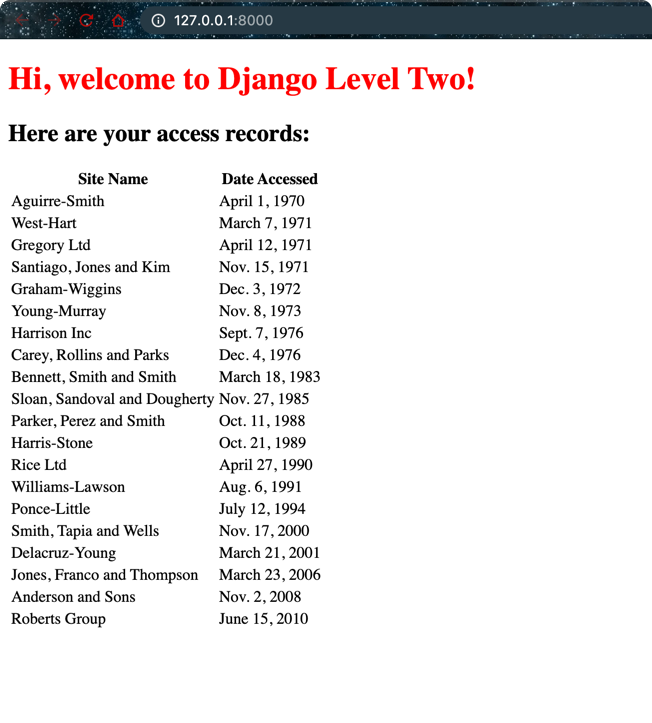 127.0.0.1:8000
Hi, welcome to Django Level Two!
Here are your access records:
Site Name Date Accessed
Aguirre-Smith April 1, 1970
West-Hart March 7, 1971
Gregory Ltd April 12, 1971
Santiago, Jones and Kim Nov. 15, 1971
Graham-Wiggins Dec. 3, 1972
Young-Murray Nov. 8, 1973
Harrison Inc Sept. 7, 1976
Carey, Rollins and Parks Dec. 4, 1976
Bennett, Smith and Smith March 18, 1983
Sloan, Sandoval and Dougherty Nov. 27, 1985
Parker, Perez and Smith Oct. 11, 1988
Harris-Stone Oct. 21, 1989
Rice Ltd April 27, 1990
Williams-Lawson Aug. 6, 1991
Ponce-Little July 12, 1994
Smith, Tapia and Wells Nov. 17, 2000
Delacruz-Young March 21, 2001
Jones, Franco and Thompson March 23, 2006
Anderson and Sons Nov. 2, 2008
Roberts Group June 15, 2010